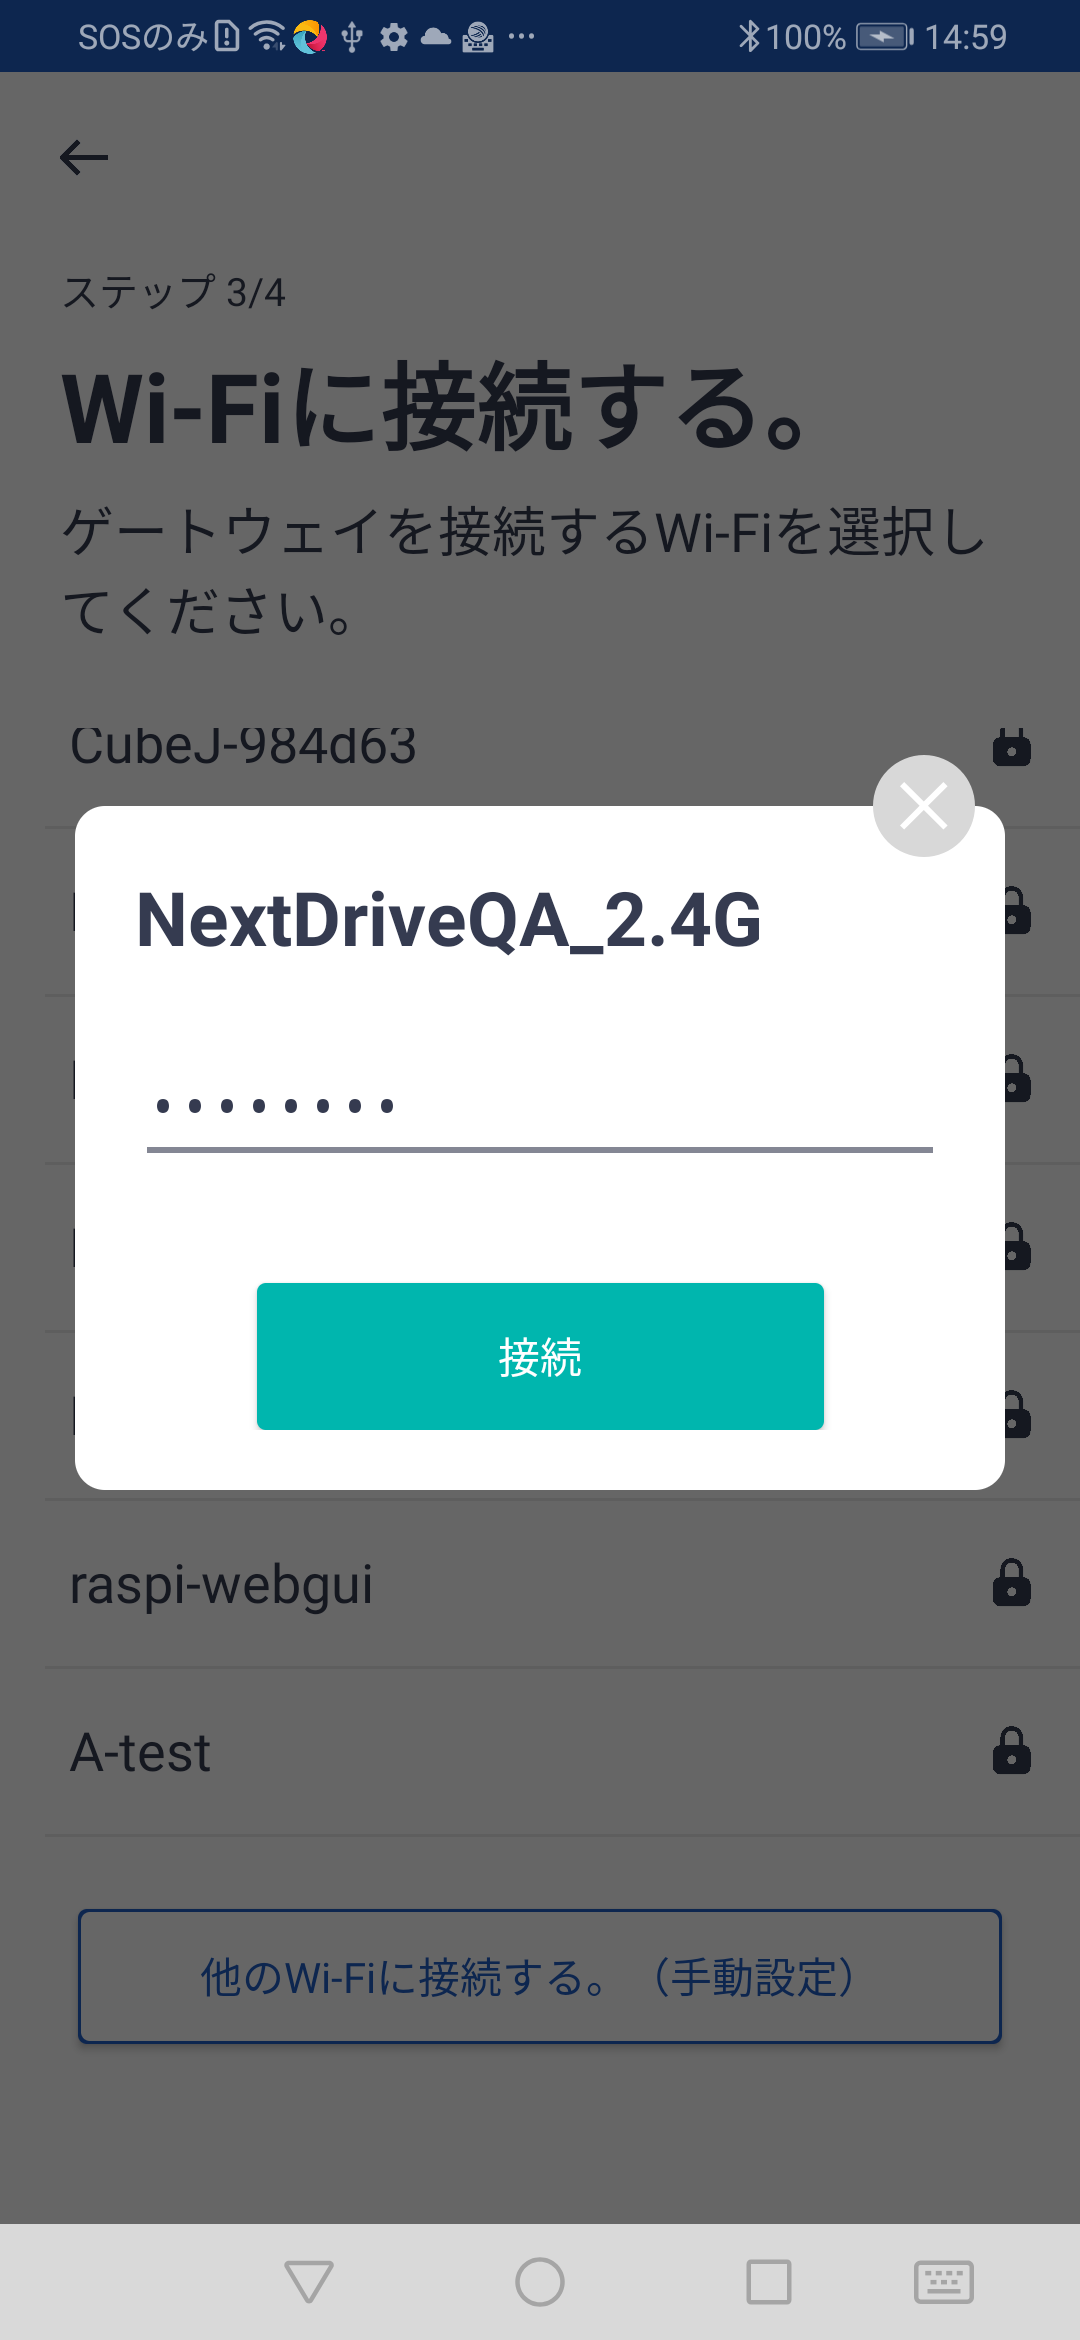 SOSのみ 100% 14:59
ステップ 3/4
Wi-Fiに接続する。
ゲートウェイを接続するWi-Fiを選択し
てください。
CubeJ-984d63
NextDriveQA_2.4G
••••••••
接続
raspi-webgui
A-test
他のWi-Fiに接続する。（手動設定）